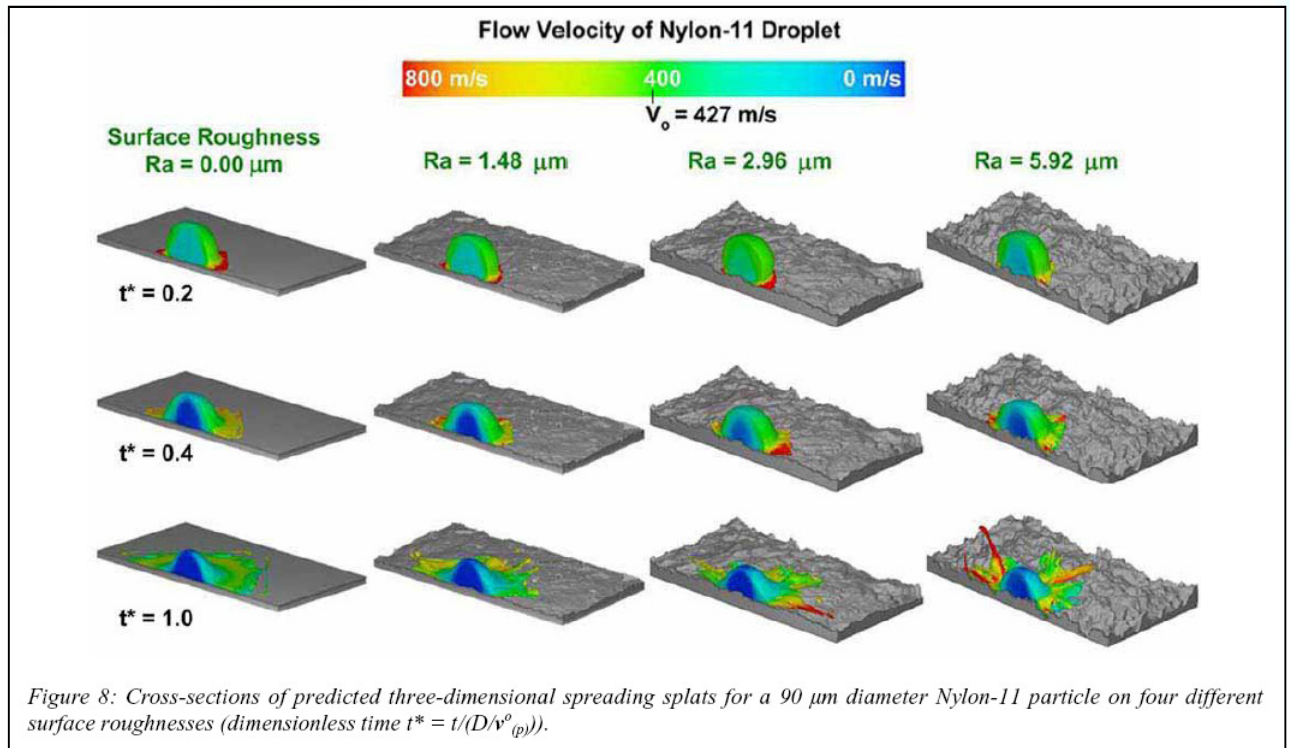 Flow Velocity of Nylon-11 Droplet
800 m/s 400 0 m/s
Vo = 427 m/s
Surface Roughness
Ra = 0.00 μm Ra = 1.48 μm Ra = 2.96 μm Ra = 5.92 μm
t* = 0.2
t* = 0.4
t* = 1.0
Figure 8: Cross-sections of predicted three-dimensional spreading splats for a 90 μm diameter Nylon-11 particle on four different
surface roughnesses (dimensionless time t* = t/(D/v°(p))).